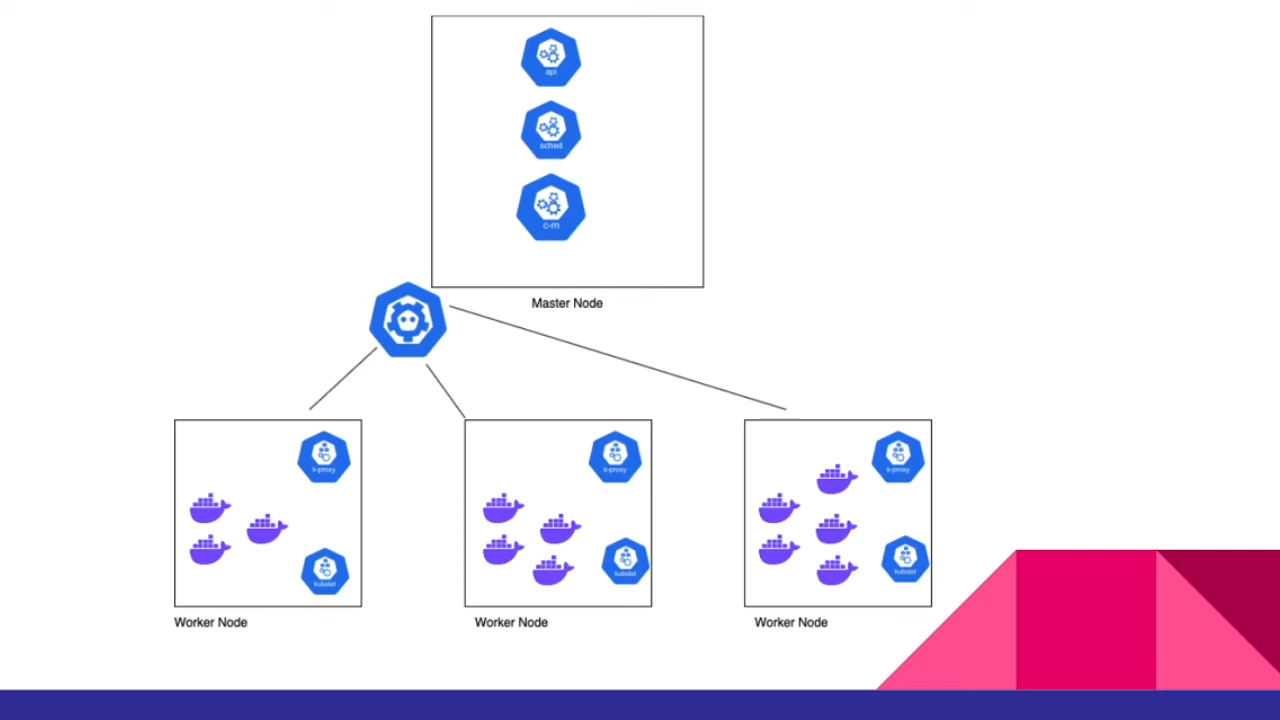 api
sched
c-m
Master Node
k-proxy
k-proxy
k-proxy
kubelet
kubelet
kubelet
Worker Node
Worker Node
Worker Node